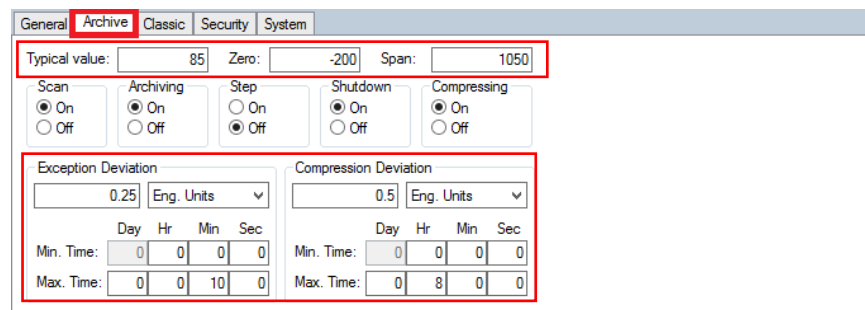 General Archive Classic Security System
Typical value: 85 Zero: -200 Span: 1050
Scan Archiving Step Shutdown Compressing
On On On On On
Off Off Off Off Off
Exception Deviation Compression Deviation
0.25 Eng. Units 0.5 Eng. Units
Day Hr Min Sec Day Hr Min Sec
Min. Time: 0 0 0 0 Min. Time: 0 0 0 0
Max. Time: 0 0 10 0 Max. Time: 0 8 0 0